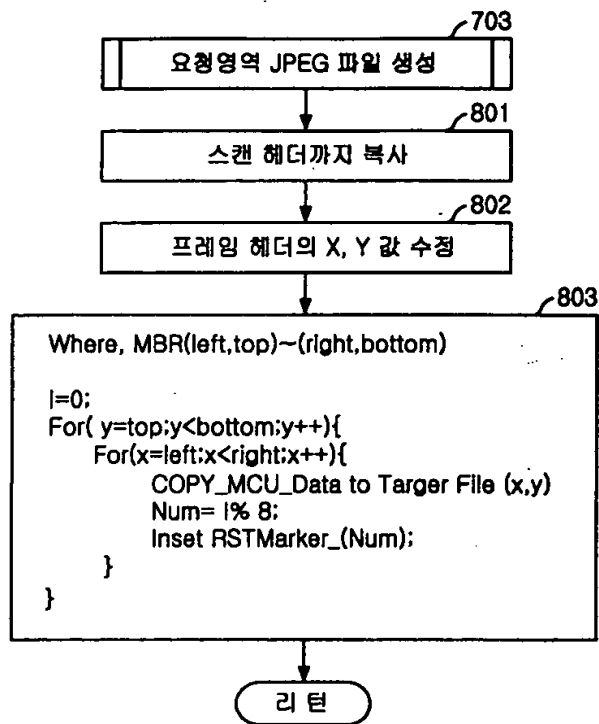 703
요청영역 JPEG 파일 생성
801
스캔 헤더까지 복사
802
프레임 헤더의 X, Y 값 수정
803
Where, MBR(left,top)~(right,bottom)
I=0;
For( y=top;y<bottom;y++){
For(x=left;x<right;x++){
COPY_MCU_Data to Targer File (x,y)
Num= I% 8;
Inset RSTMarker_(Num);
}
}
리 턴